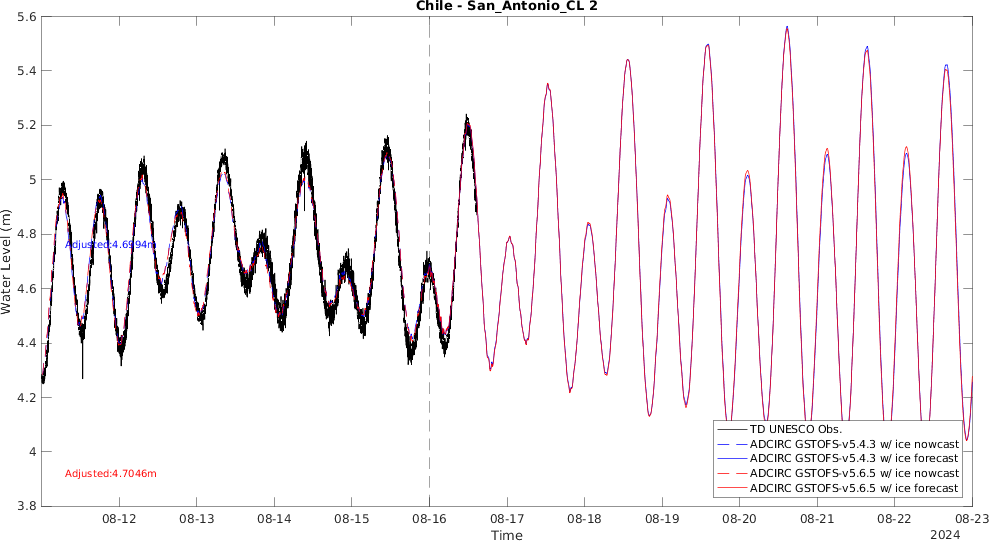 Chile - San_Antonio_CL 2
5.6
5.4
5.2
5
4.8
4.6
4.4
4.2
4
3.8
Water Level (m)
Adjusted:4.6994m
Adjusted:4.7046m
TD UNESCO Obs.
ADCIRC GSTOFS-v5.4.3 w/ ice nowcast
ADCIRC GSTOFS-v5.4.3 w/ ice forecast
ADCIRC GSTOFS-v5.6.5 w/ ice nowcast
ADCIRC GSTOFS-v5.6.5 w/ ice forecast
08-12 08-13 08-14 08-15 08-16 08-17 08-18 08-19 08-20 08-21 08-22 08-23
Time
2024